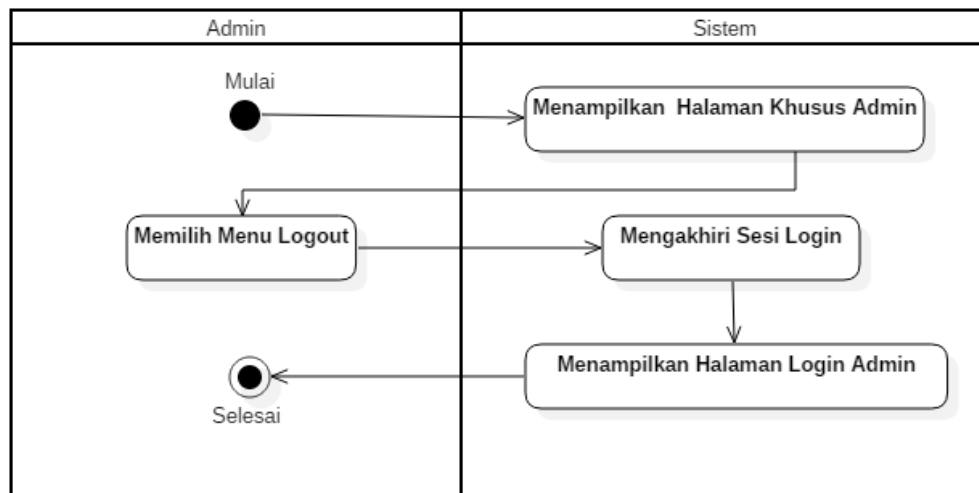 Admin
Sistem
Mulai
Menampilkan  Halaman Khusus Admin
Memilih Menu Logout
Mengakhiri Sesi Login
Menampilkan Halaman Login Admin
Selesai